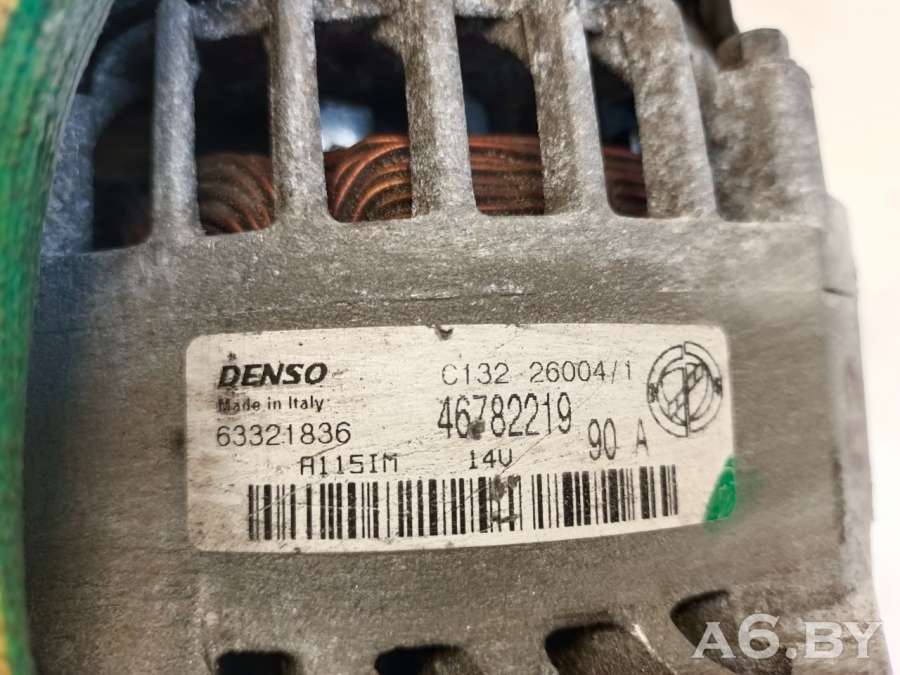 DENSO C132 26004/1
Made in Italy 46782219
63321836 90 A
A115IM 14V
A6.BY